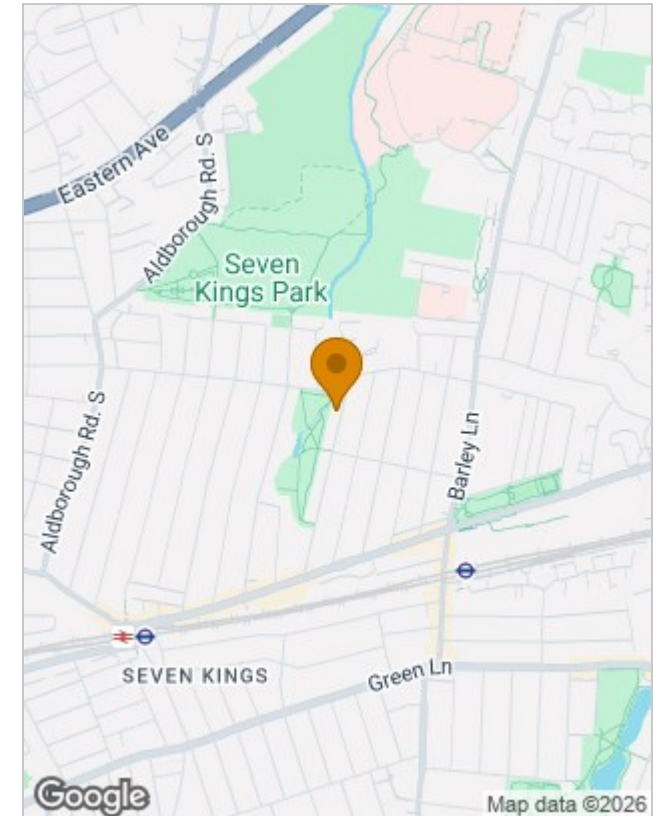 Eastern Ave
Aldborough Rd. S
Seven
Kings Park
Aldborough Rd. S
Barley Ln
SEVEN KINGS
Green Ln
Google
Map data ©2026